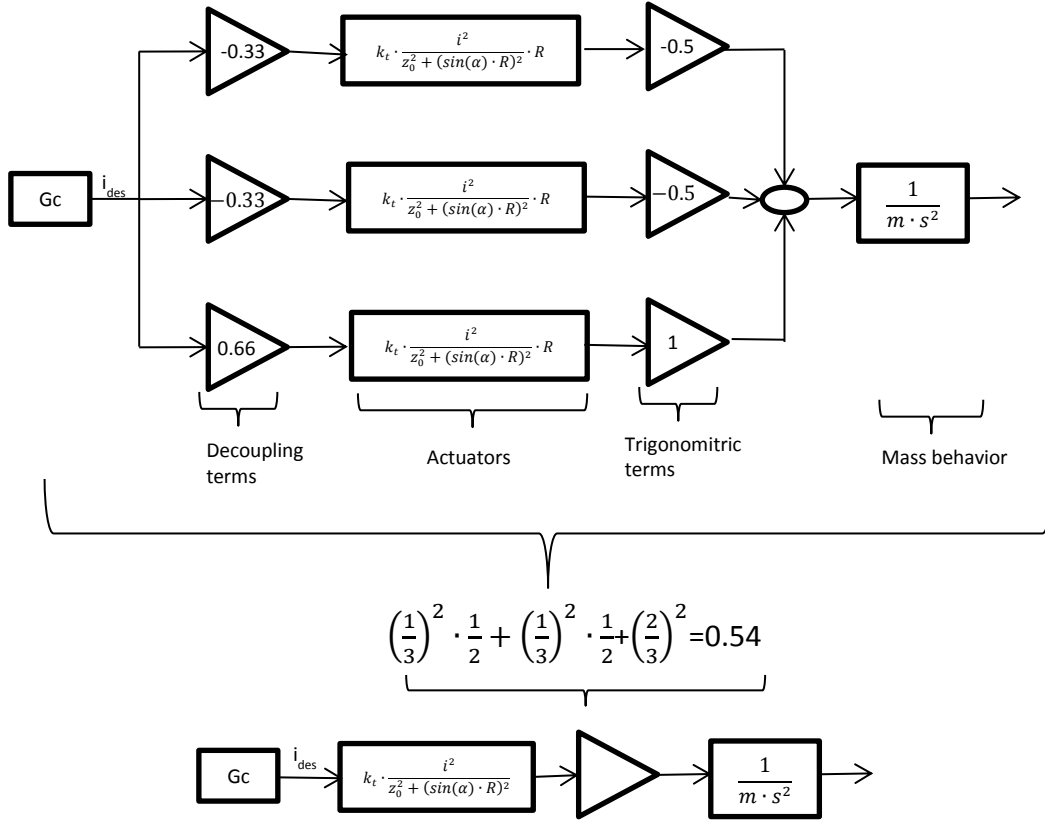 -0.33
k_t · i^2 / (z_0^2 + (sin(α) · R)^2) · R
-0.5
Gc
i_des
−0.33
k_t · i^2 / (z_0^2 + (sin(α) · R)^2) · R
−0.5
1 / (m · s^2)
0.66
k_t · i^2 / (z_0^2 + (sin(α) · R)^2) · R
1
Decoupling
terms
Actuators
Trigonomitric
terms
Mass behavior
(1/3)^2 · 1/2 + (1/3)^2 · 1/2 + (2/3)^2 =0.54
Gc
i_des
k_t · i^2 / (z_0^2 + (sin(α) · R)^2)
1 / (m · s^2)